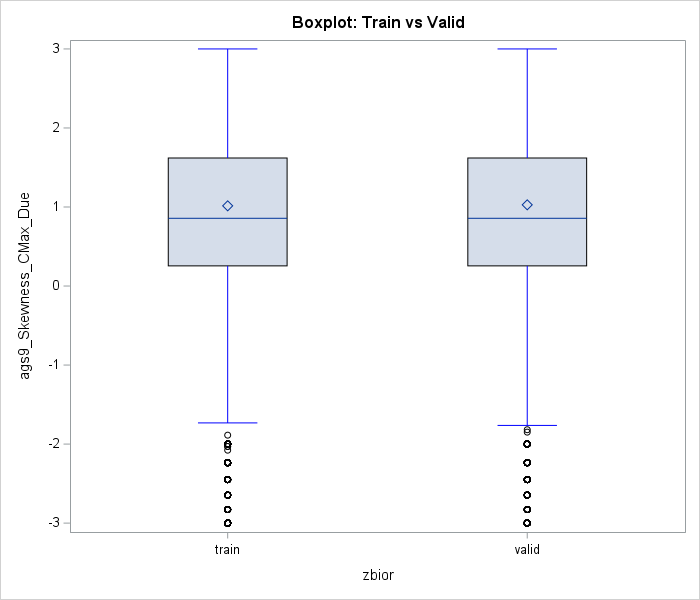 Boxplot: Train vs Valid
ags9_Skewness_CMax_Due
3
2
1
0
-1
-2
-3
train
valid
zbior